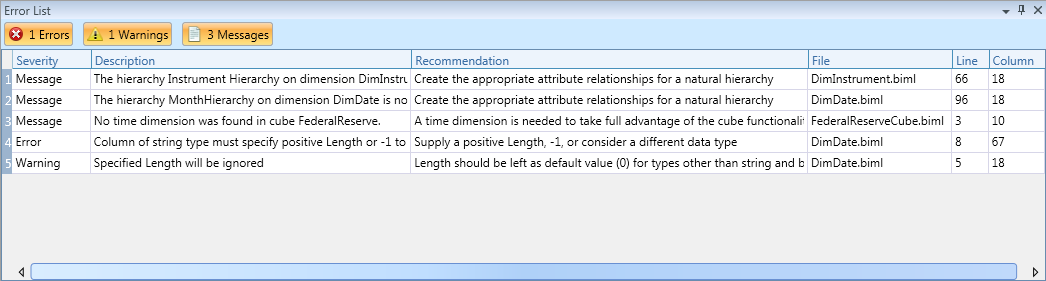 Error List
1 Errors 1 Warnings 3 Messages
Severity Description Recommendation File Line Column
1 Message The hierarchy Instrument Hierarchy on dimension DimInstru Create the appropriate attribute relationships for a natural hierarchy DimInstrument.biml 66 18
2 Message The hierarchy MonthHierarchy on dimension DimDate is no Create the appropriate attribute relationships for a natural hierarchy DimDate.biml 96 18
3 Message No time dimension was found in cube FederalReserve. A time dimension is needed to take full advantage of the cube functionalit FederalReserveCube.biml 3 10
4 Error Column of string type must specify positive Length or -1 to Supply a positive Length, -1, or consider a different data type DimDate.biml 8 67
5 Warning Specified Length will be ignored Length should be left as default value (0) for types other than string and b DimDate.biml 5 18